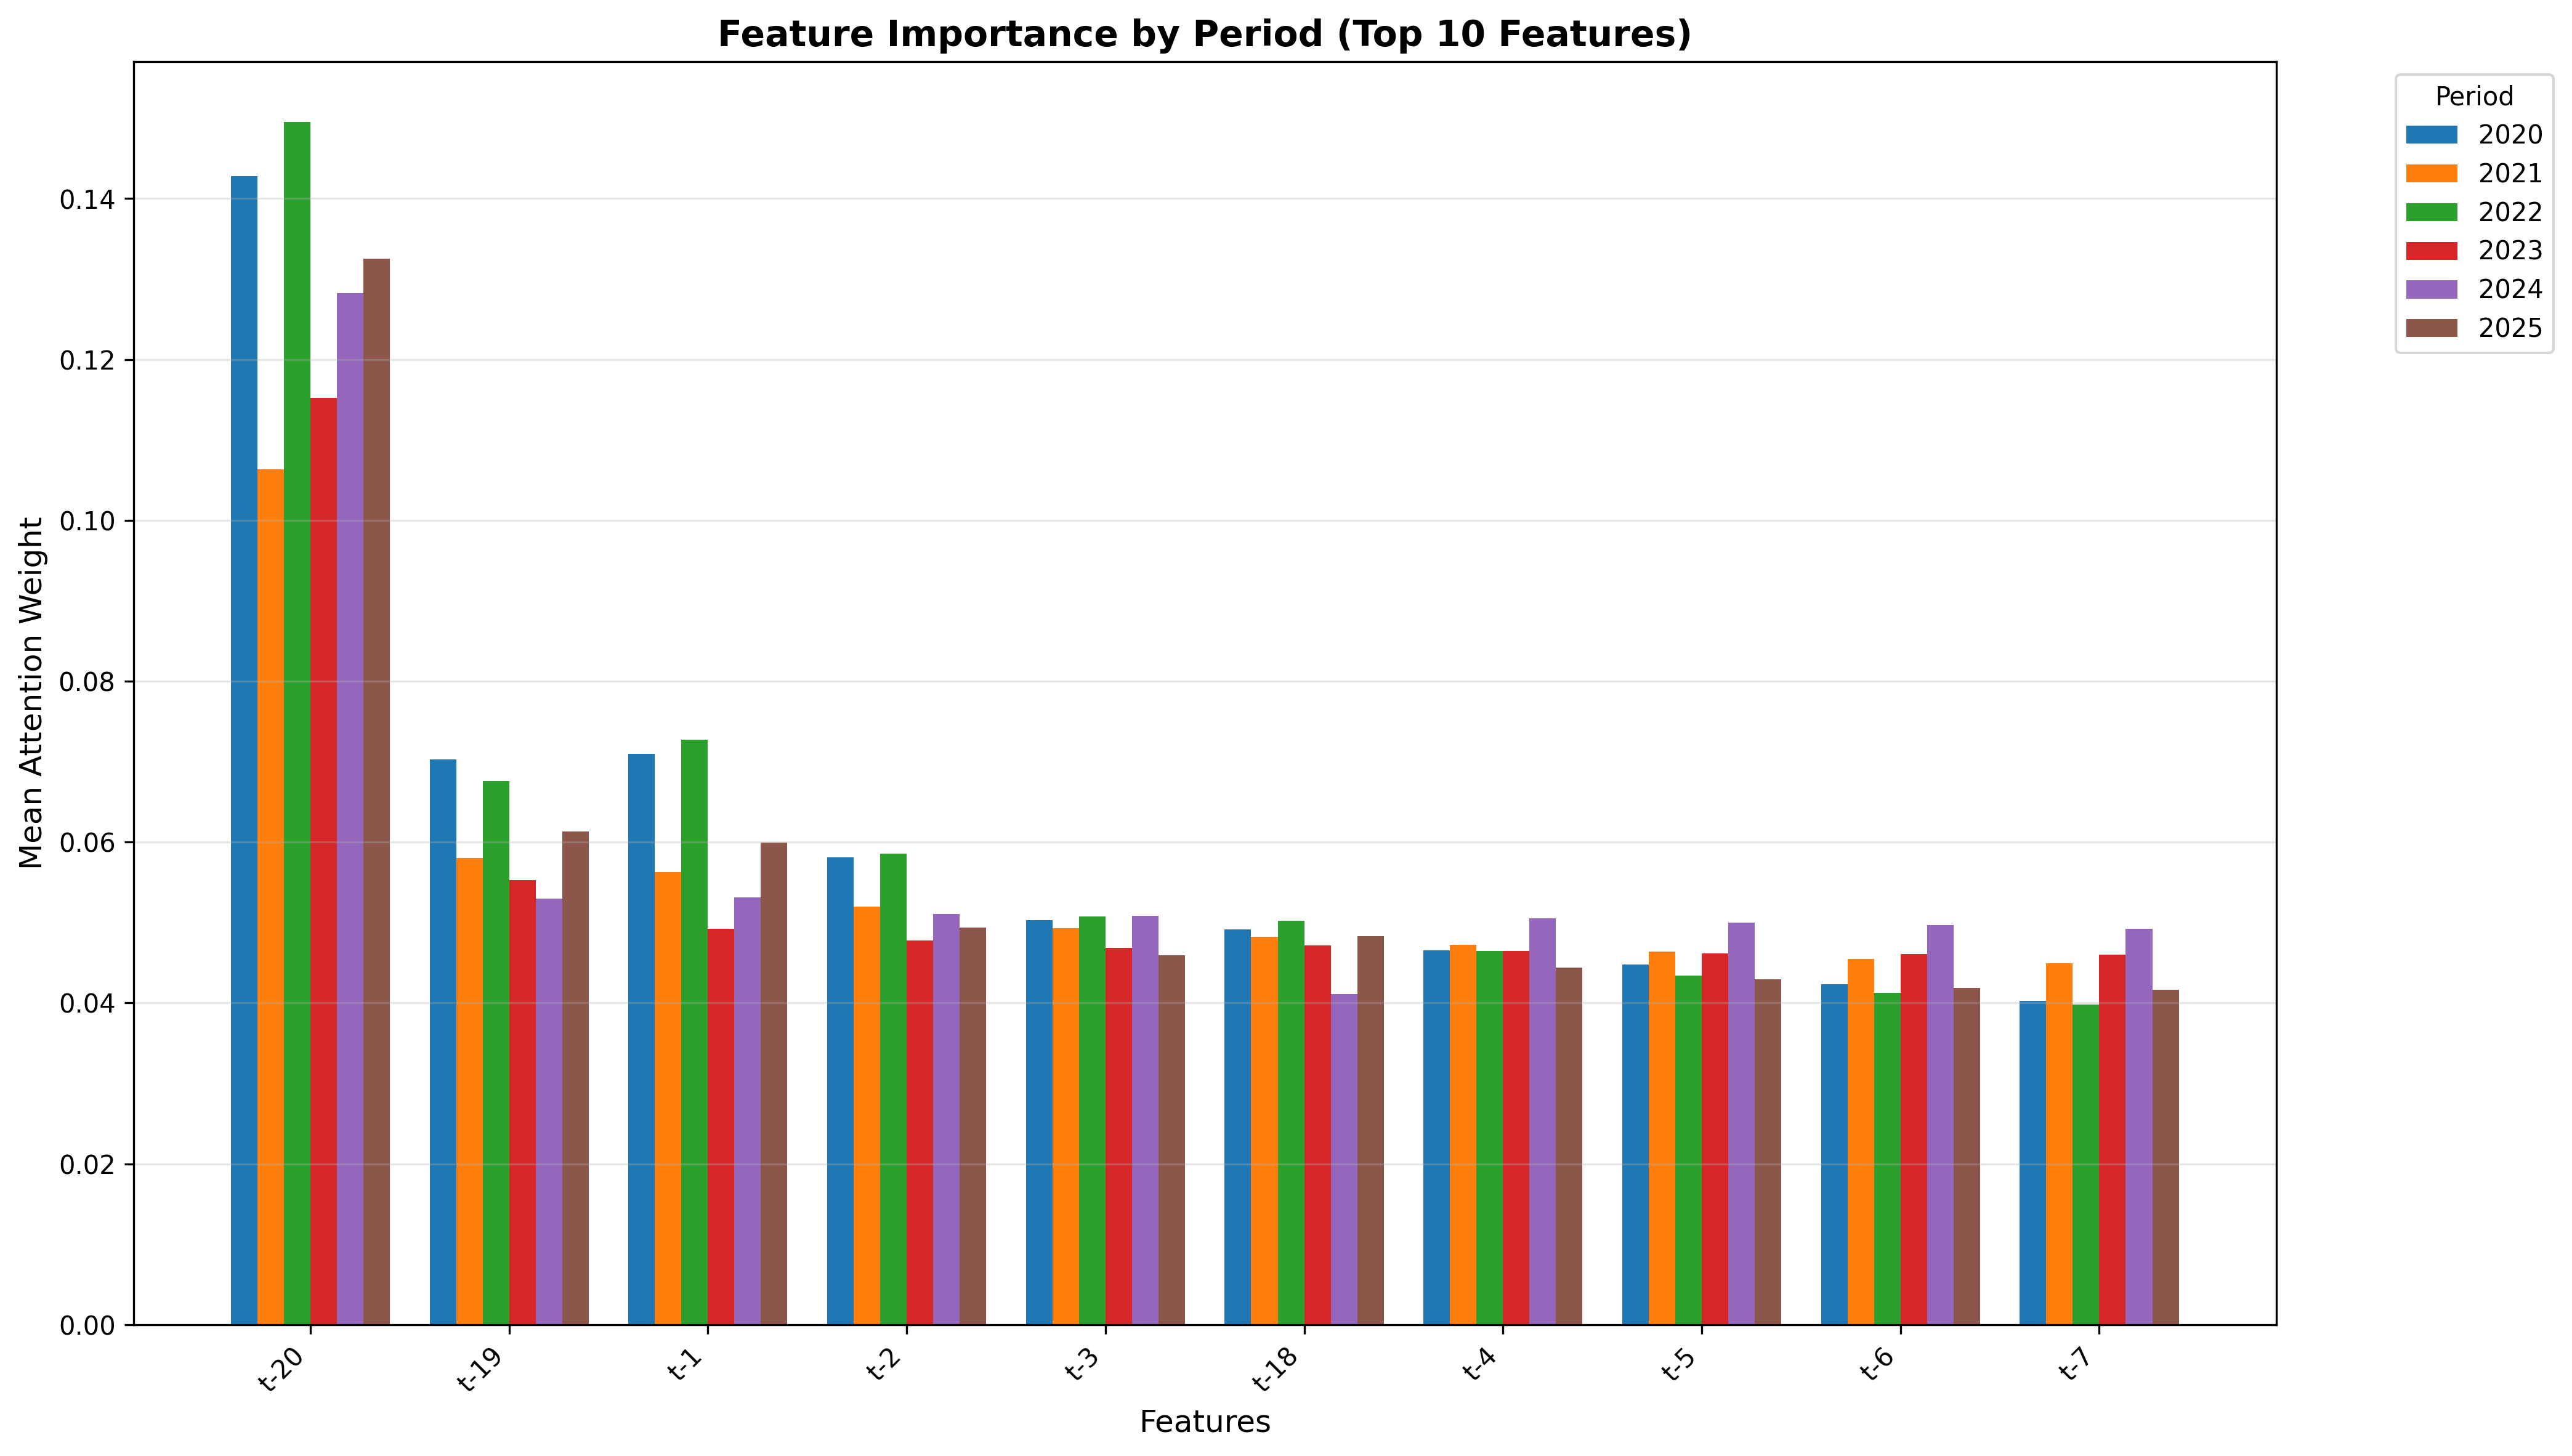 Feature Importance by Period (Top 10 Features)
Period
2020
2021
2022
2023
2024
2025
Mean Attention Weight
0.14
0.12
0.10
0.08
0.06
0.04
0.02
0.00
t-20
t-19
t-1
t-2
t-3
t-18
t-4
t-5
t-6
t-7
Features